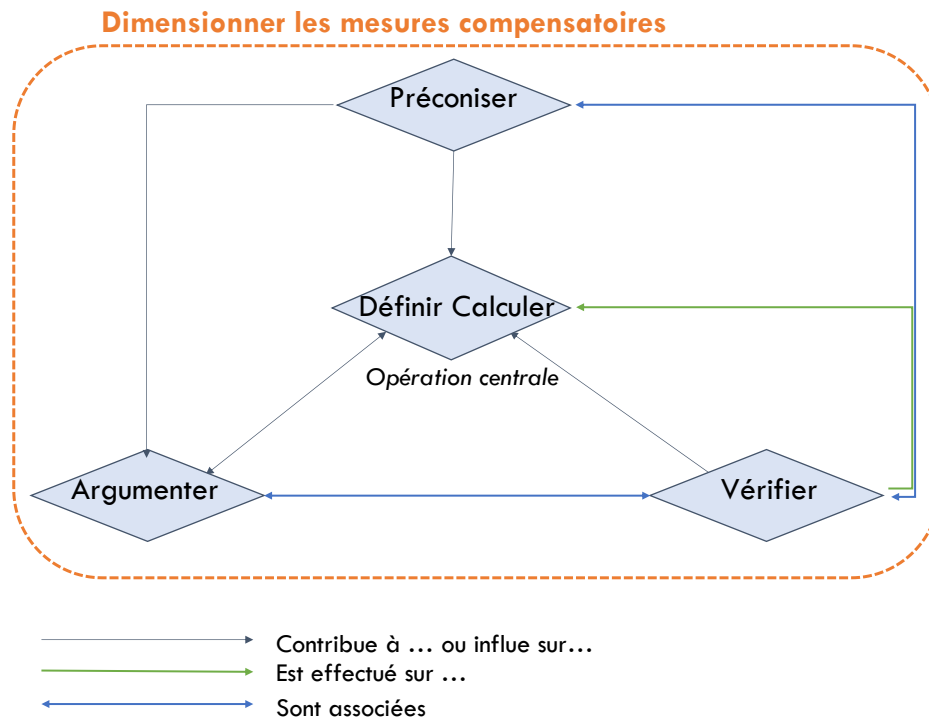 Dimensionner les mesures compensatoires
Préconiser
Définir Calculer
Opération centrale
Argumenter
Vérifier
Contribue à … ou influe sur…
Est effectué sur …
Sont associées